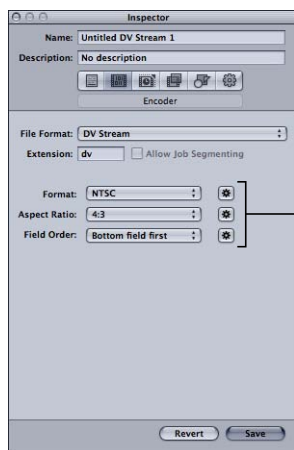 Inspector
Name: Untitled DV Stream 1
Description: No description
Encoder
File Format: DV Stream
Extension: dv Allow Job Segmenting
Format: NTSC
Aspect Ratio: 4:3
Field Order: Bottom field first
Revert Save